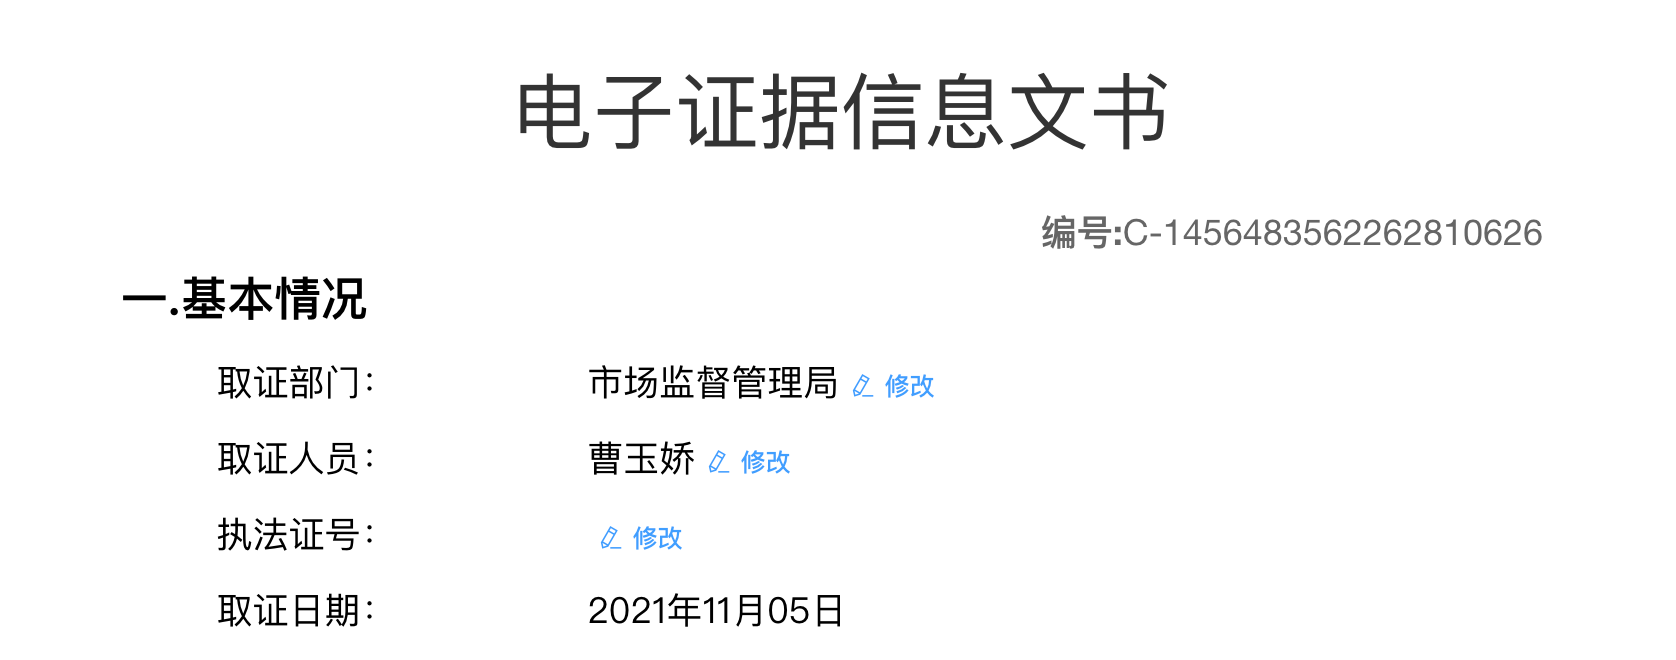 电子证据信息文书
编号:C-1456483562262810626
一.基本情况
取证部门： 市场监督管理局 修改
取证人员： 曹玉娇 修改
执法证号： 修改
取证日期： 2021年11月05日